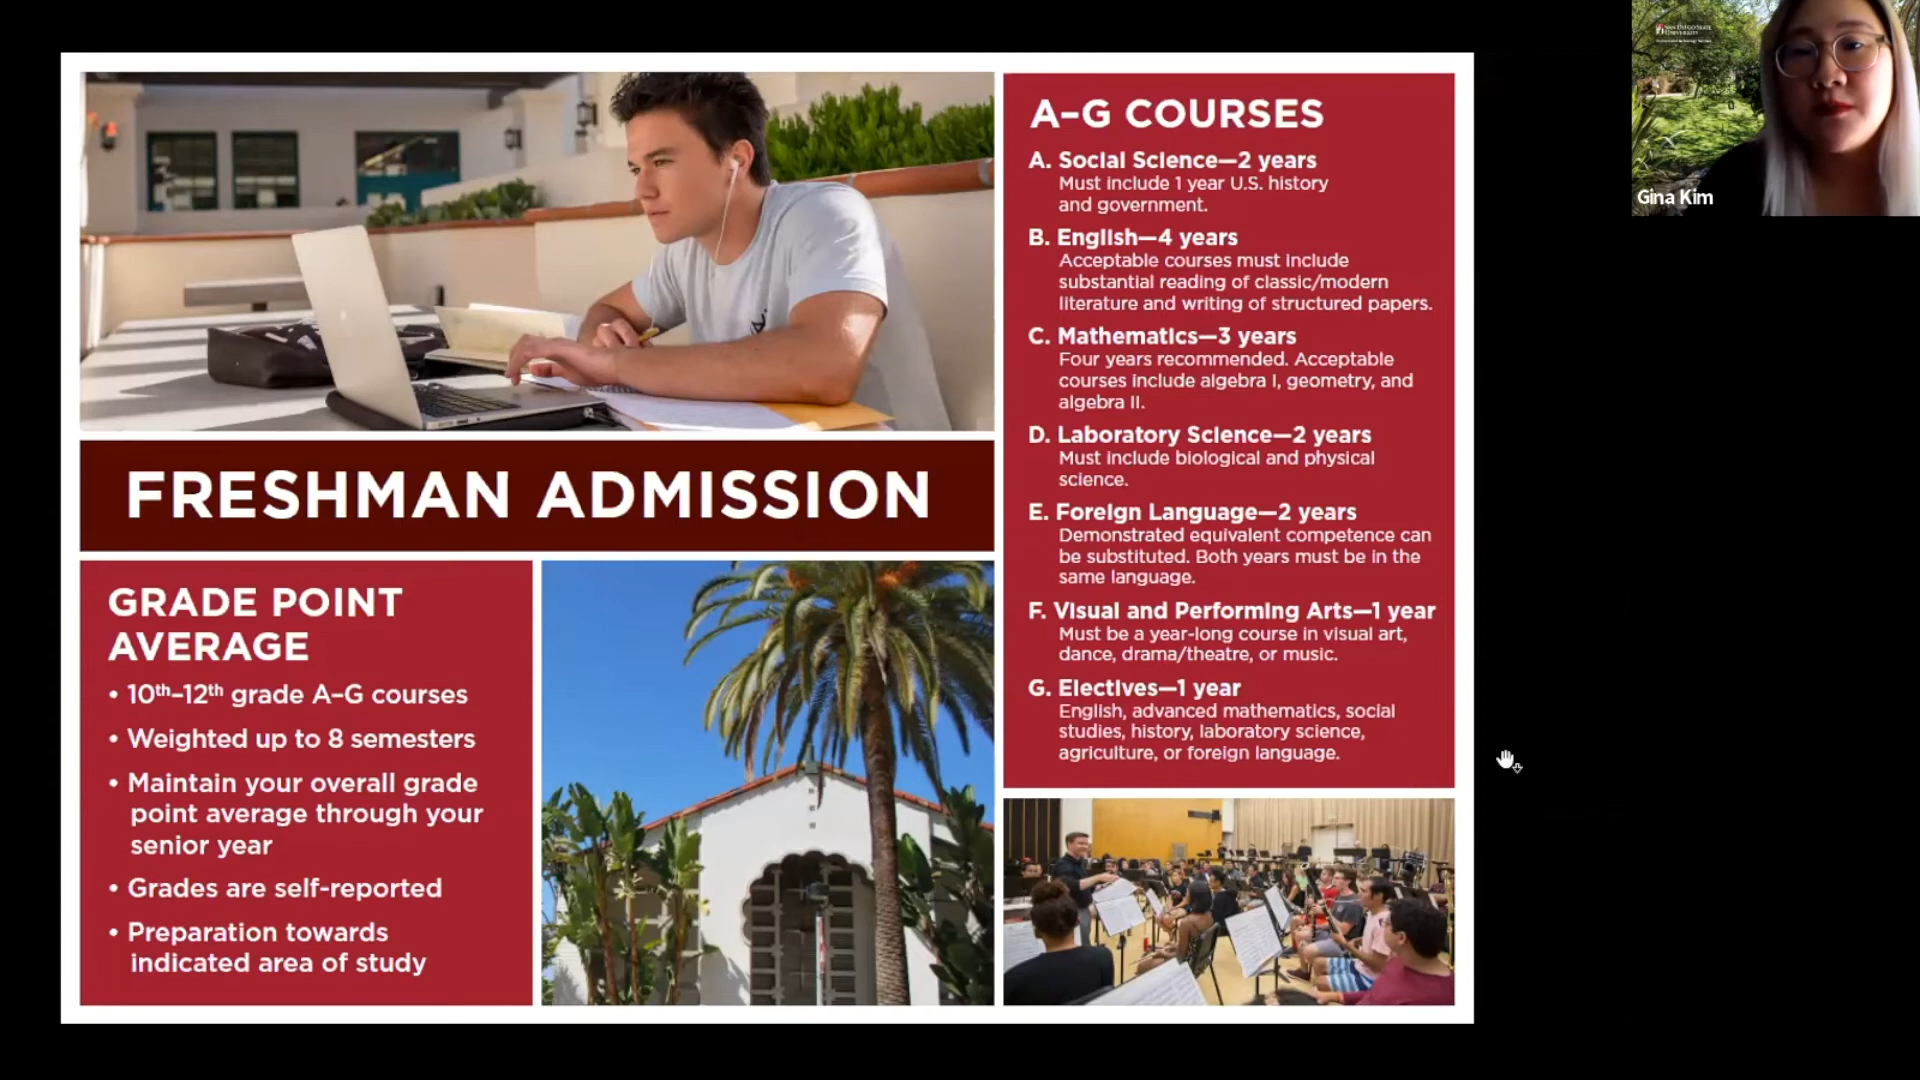 FRESHMAN ADMISSION
GRADE POINT
AVERAGE
• 10th–12th grade A–G courses
• Weighted up to 8 semesters
• Maintain your overall grade
point average through your
senior year
• Grades are self-reported
• Preparation towards
indicated area of study
A–G COURSES
A. Social Science—2 years
Must include 1 year U.S. history
and government.
B. English—4 years
Acceptable courses must include
substantial reading of classic/modern
literature and writing of structured papers.
C. Mathematics—3 years
Four years recommended. Acceptable
courses include algebra I, geometry, and
algebra II.
D. Laboratory Science—2 years
Must include biological and physical
science.
E. Foreign Language—2 years
Demonstrated equivalent competence can
be substituted. Both years must be in the
same language.
F. Visual and Performing Arts—1 year
Must be a year-long course in visual art,
dance, drama/theatre, or music.
G. Electives—1 year
English, advanced mathematics, social
studies, history, laboratory science,
agriculture, or foreign language.
SAN DIEGO STATE
UNIVERSITY
Gina Kim